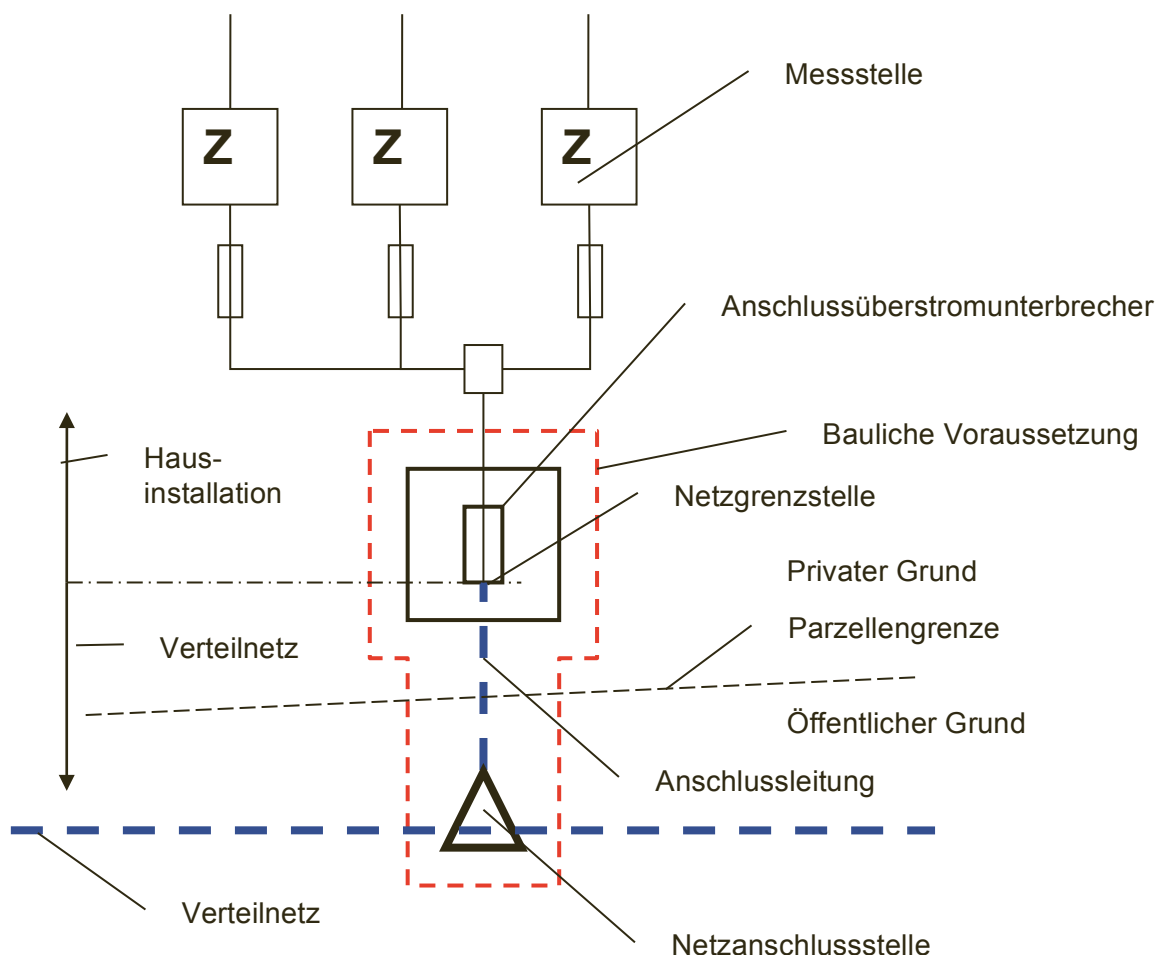 Messstelle
Z Z Z
Anschlussüberstromunterbrecher
Bauliche Voraussetzung
Haus-
installation
Netzgrenzstelle
Privater Grund
Parzellengrenze
Verteilnetz
Öffentlicher Grund
Anschlussleitung
Verteilnetz
Netzanschlussstelle